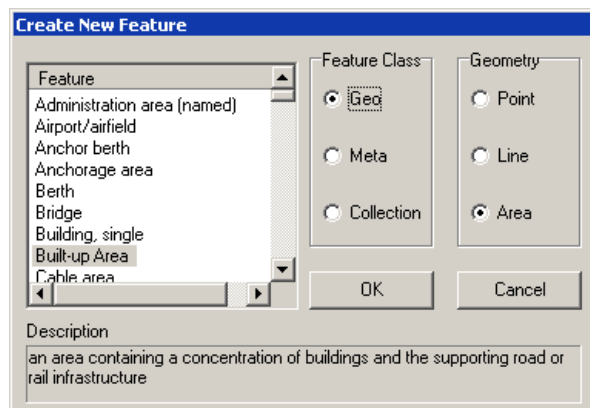 Create New Feature
Feature
Administration area (named)
Airport/airfield
Anchor berth
Anchorage area
Berth
Bridge
Building, single
Built-up Area
Cable area
Feature Class
Geo
Meta
Collection
Geometry
Point
Line
Area
OK
Cancel
Description
an area containing a concentration of buildings and the supporting road or
rail infrastructure